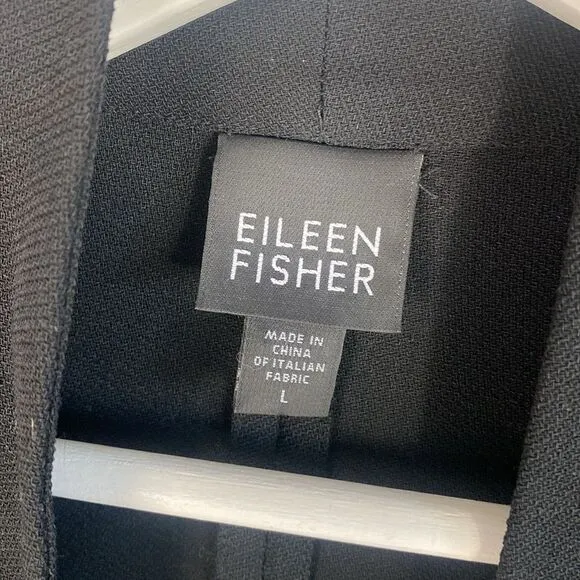 EILEEN
FISHER
MADE IN
CHINA
OF ITALIAN
FABRIC
L